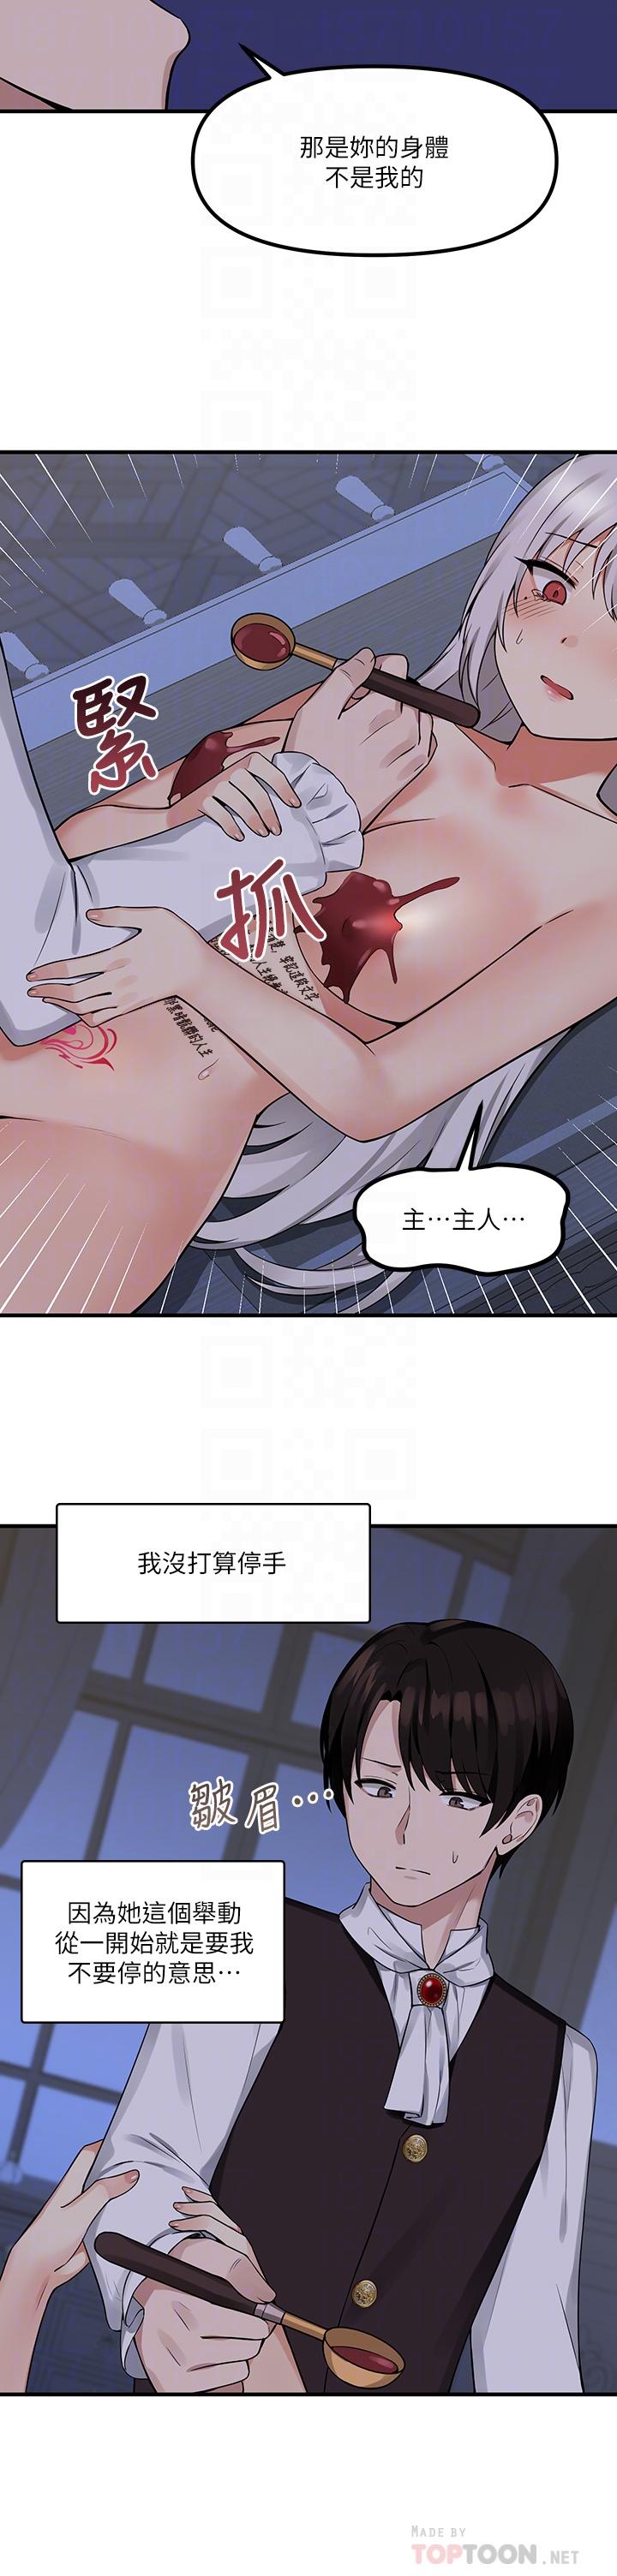 那是妳的身體
不是我的
緊
抓
主…主人…
我沒打算停手
皺眉…
因為她這個舉動
從一開始就是要我
不要停的意思…
MADE BY
TOPTOON.NET